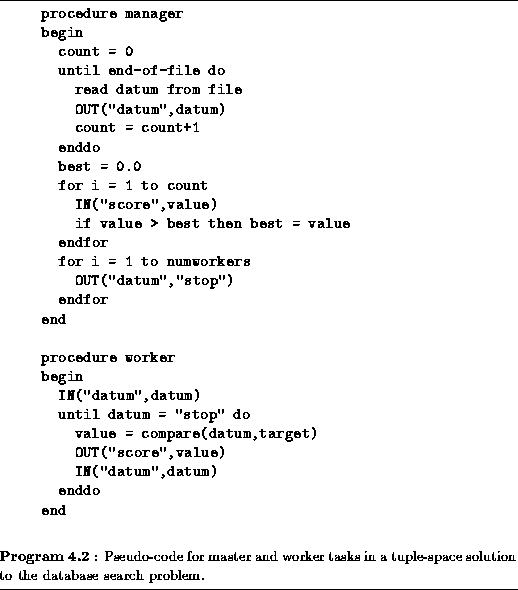 procedure manager
begin
count = 0
until end-of-file do
read datum from file
OUT("datum",datum)
count = count+1
enddo
best = 0.0
for i = 1 to count
IN("score",value)
if value > best then best = value
endfor
for i = 1 to numworkers
OUT("datum","stop")
endfor
end
procedure worker
begin
IN("datum",datum)
until datum = "stop" do
value = compare(datum,target)
OUT("score",value)
IN("datum",datum)
enddo
end
Program 4.2 : Pseudo-code for master and worker tasks in a tuple-space solution
to the database search problem.